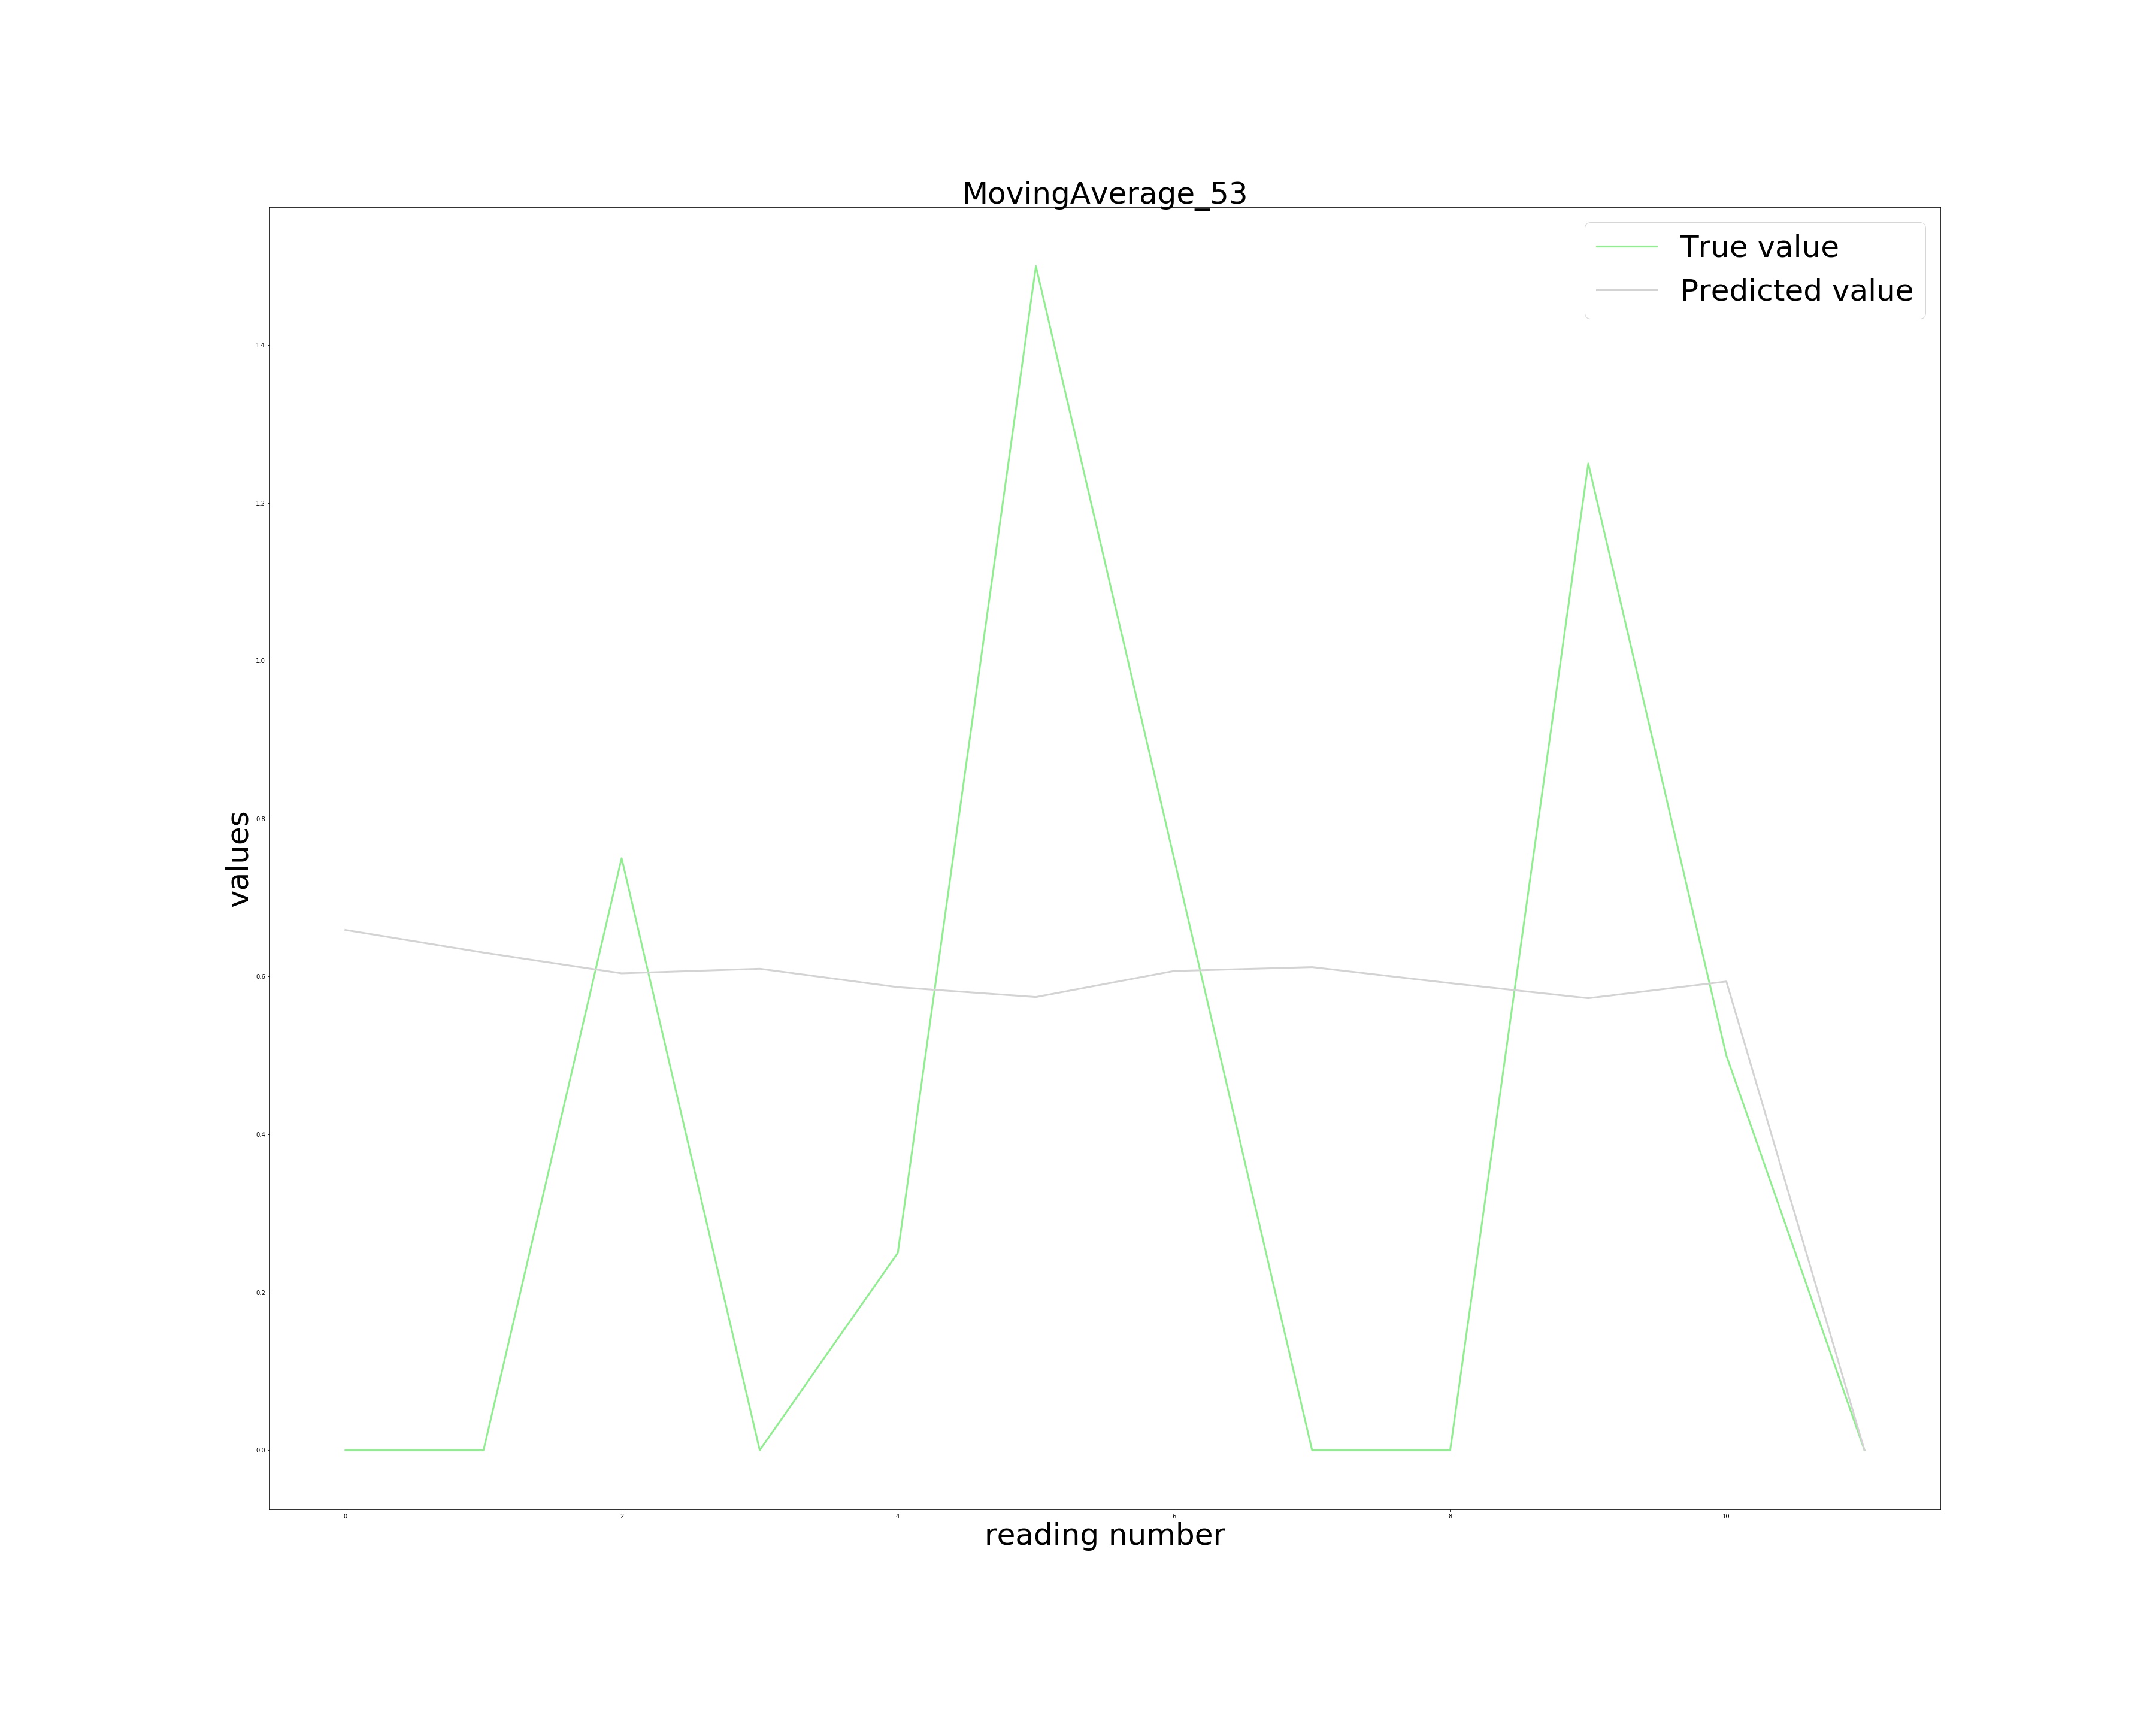 MovingAverage_53
True value
Predicted value
1.4
1.2
1.0
0.8
0.6
0.4
0.2
0.0
values
0 2 4 6 8 10
reading number